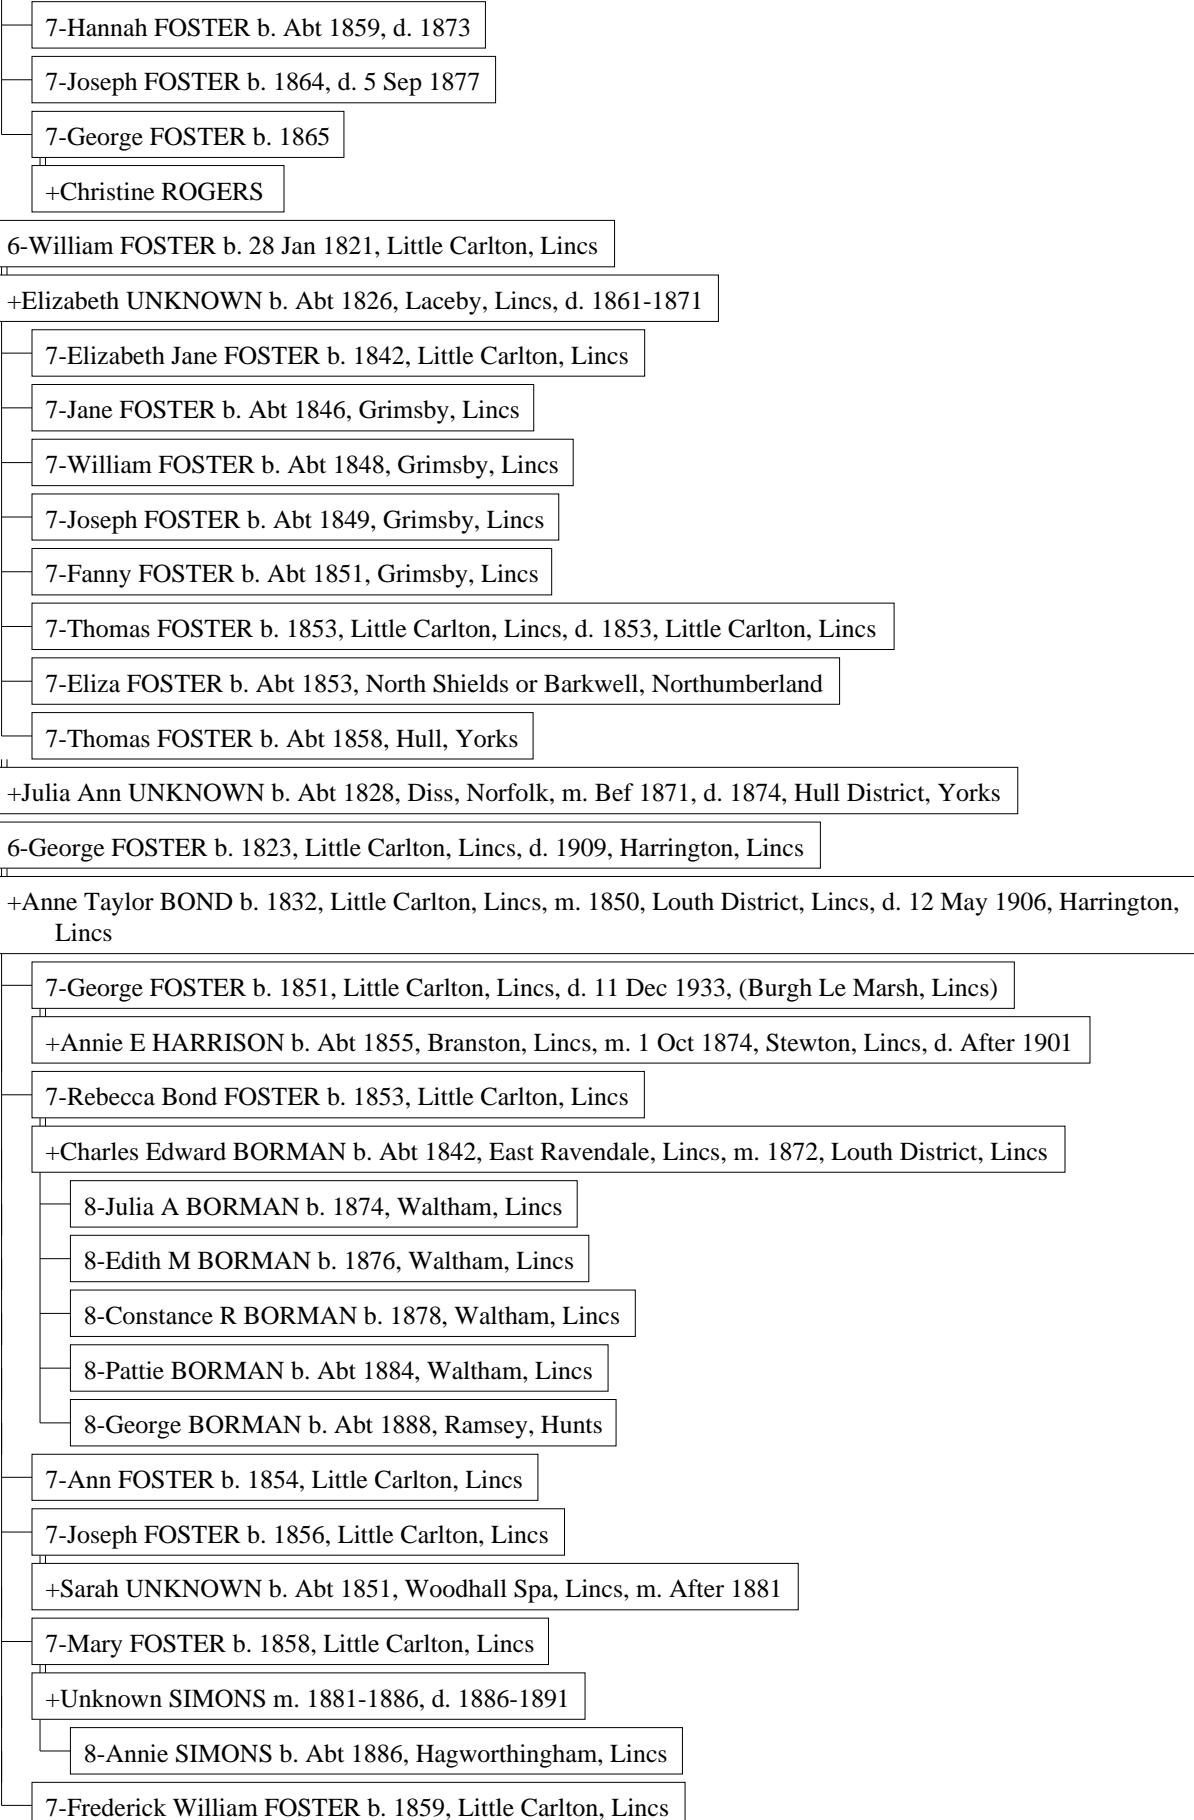 7-Hannah FOSTER b. Abt 1859, d. 1873
7-Joseph FOSTER b. 1864, d. 5 Sep 1877
7-George FOSTER b. 1865
+Christine ROGERS
6-William FOSTER b. 28 Jan 1821, Little Carlton, Lincs
+Elizabeth UNKNOWN b. Abt 1826, Laceby, Lincs, d. 1861-1871
7-Elizabeth Jane FOSTER b. 1842, Little Carlton, Lincs
7-Jane FOSTER b. Abt 1846, Grimsby, Lincs
7-William FOSTER b. Abt 1848, Grimsby, Lincs
7-Joseph FOSTER b. Abt 1849, Grimsby, Lincs
7-Fanny FOSTER b. Abt 1851, Grimsby, Lincs
7-Thomas FOSTER b. 1853, Little Carlton, Lincs, d. 1853, Little Carlton, Lincs
7-Eliza FOSTER b. Abt 1853, North Shields or Barkwell, Northumberland
7-Thomas FOSTER b. Abt 1858, Hull, Yorks
+Julia Ann UNKNOWN b. Abt 1828, Diss, Norfolk, m. Bef 1871, d. 1874, Hull District, Yorks
6-George FOSTER b. 1823, Little Carlton, Lincs, d. 1909, Harrington, Lincs
+Anne Taylor BOND b. 1832, Little Carlton, Lincs, m. 1850, Louth District, Lincs, d. 12 May 1906, Harrington,
Lincs
7-George FOSTER b. 1851, Little Carlton, Lincs, d. 11 Dec 1933, (Burgh Le Marsh, Lincs)
+Annie E HARRISON b. Abt 1855, Branston, Lincs, m. 1 Oct 1874, Stewton, Lincs, d. After 1901
7-Rebecca Bond FOSTER b. 1853, Little Carlton, Lincs
+Charles Edward BORMAN b. Abt 1842, East Ravendale, Lincs, m. 1872, Louth District, Lincs
8-Julia A BORMAN b. 1874, Waltham, Lincs
8-Edith M BORMAN b. 1876, Waltham, Lincs
8-Constance R BORMAN b. 1878, Waltham, Lincs
8-Pattie BORMAN b. Abt 1884, Waltham, Lincs
8-George BORMAN b. Abt 1888, Ramsey, Hunts
7-Ann FOSTER b. 1854, Little Carlton, Lincs
7-Joseph FOSTER b. 1856, Little Carlton, Lincs
+Sarah UNKNOWN b. Abt 1851, Woodhall Spa, Lincs, m. After 1881
7-Mary FOSTER b. 1858, Little Carlton, Lincs
+Unknown SIMONS m. 1881-1886, d. 1886-1891
8-Annie SIMONS b. Abt 1886, Hagworthingham, Lincs
7-Frederick William FOSTER b. 1859, Little Carlton, Lincs